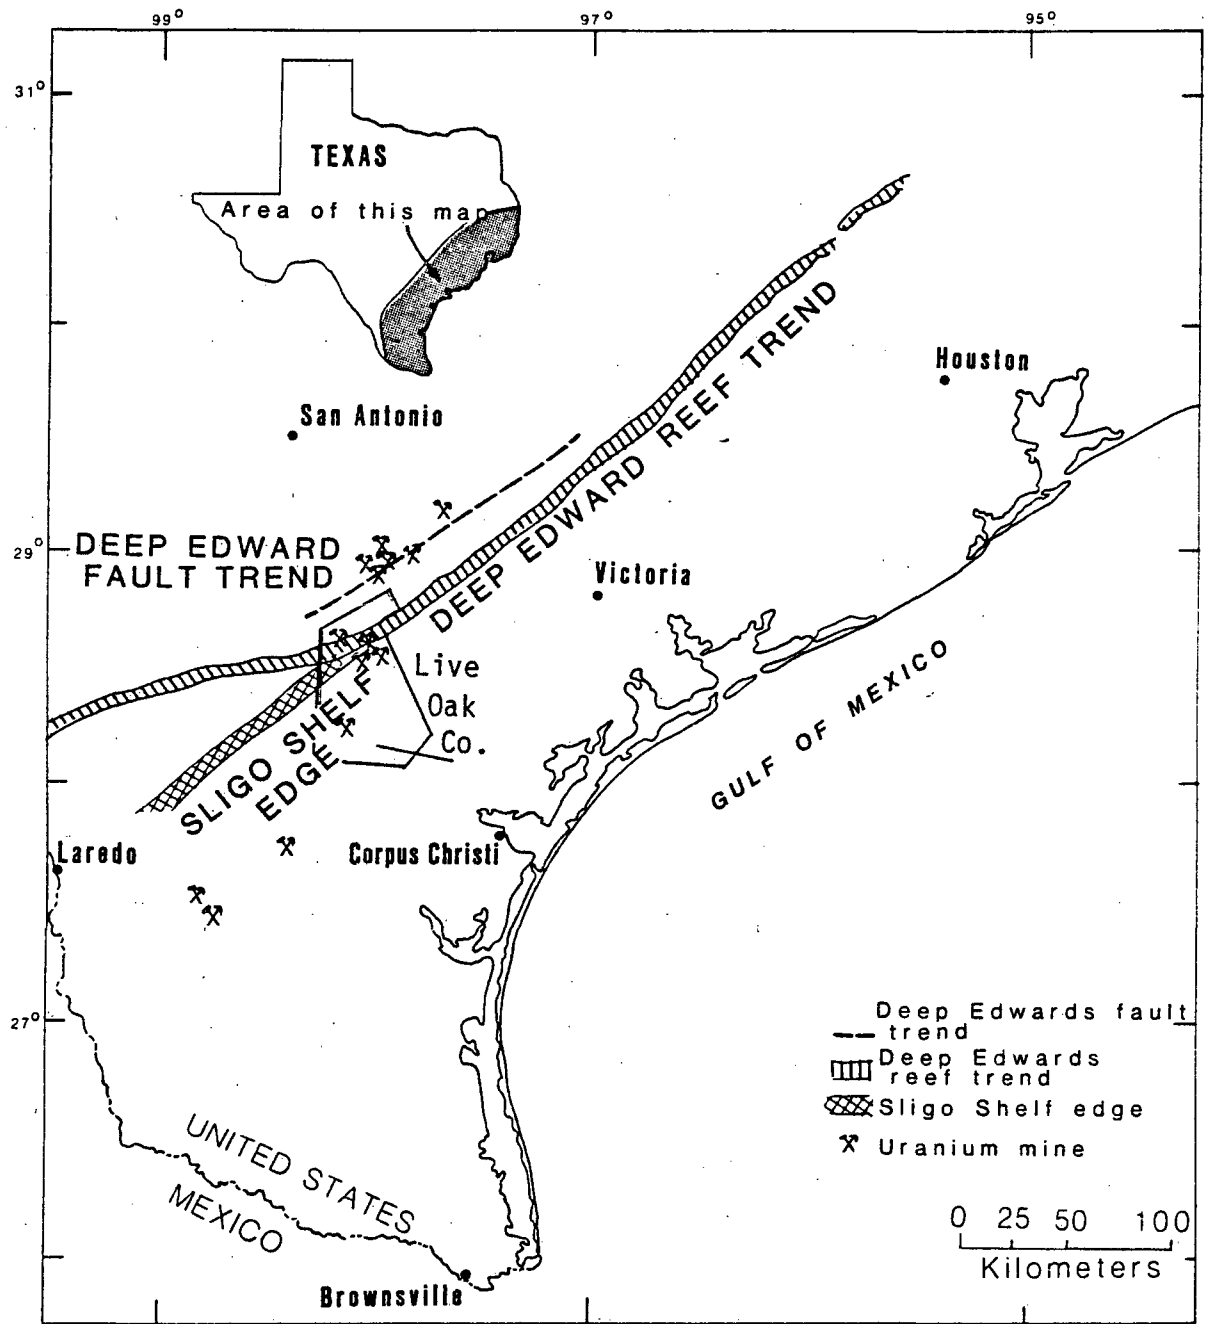 99°
97°
95°
31°
TEXAS
Area of this map
Houston
San Antonio
DEEP EDWARD REEF TREND
29°
DEEP EDWARD
FAULT TREND
Victoria
Live
Oak
Co.
SLIGO SHELF
EDGE
GULF OF MEXICO
Laredo
Corpus Christi
27°
Deep Edwards fault
trend
Deep Edwards
reef trend
Sligo Shelf edge
Uranium mine
UNITED STATES
MEXICO
0 25 50 100
Kilometers
Brownsville